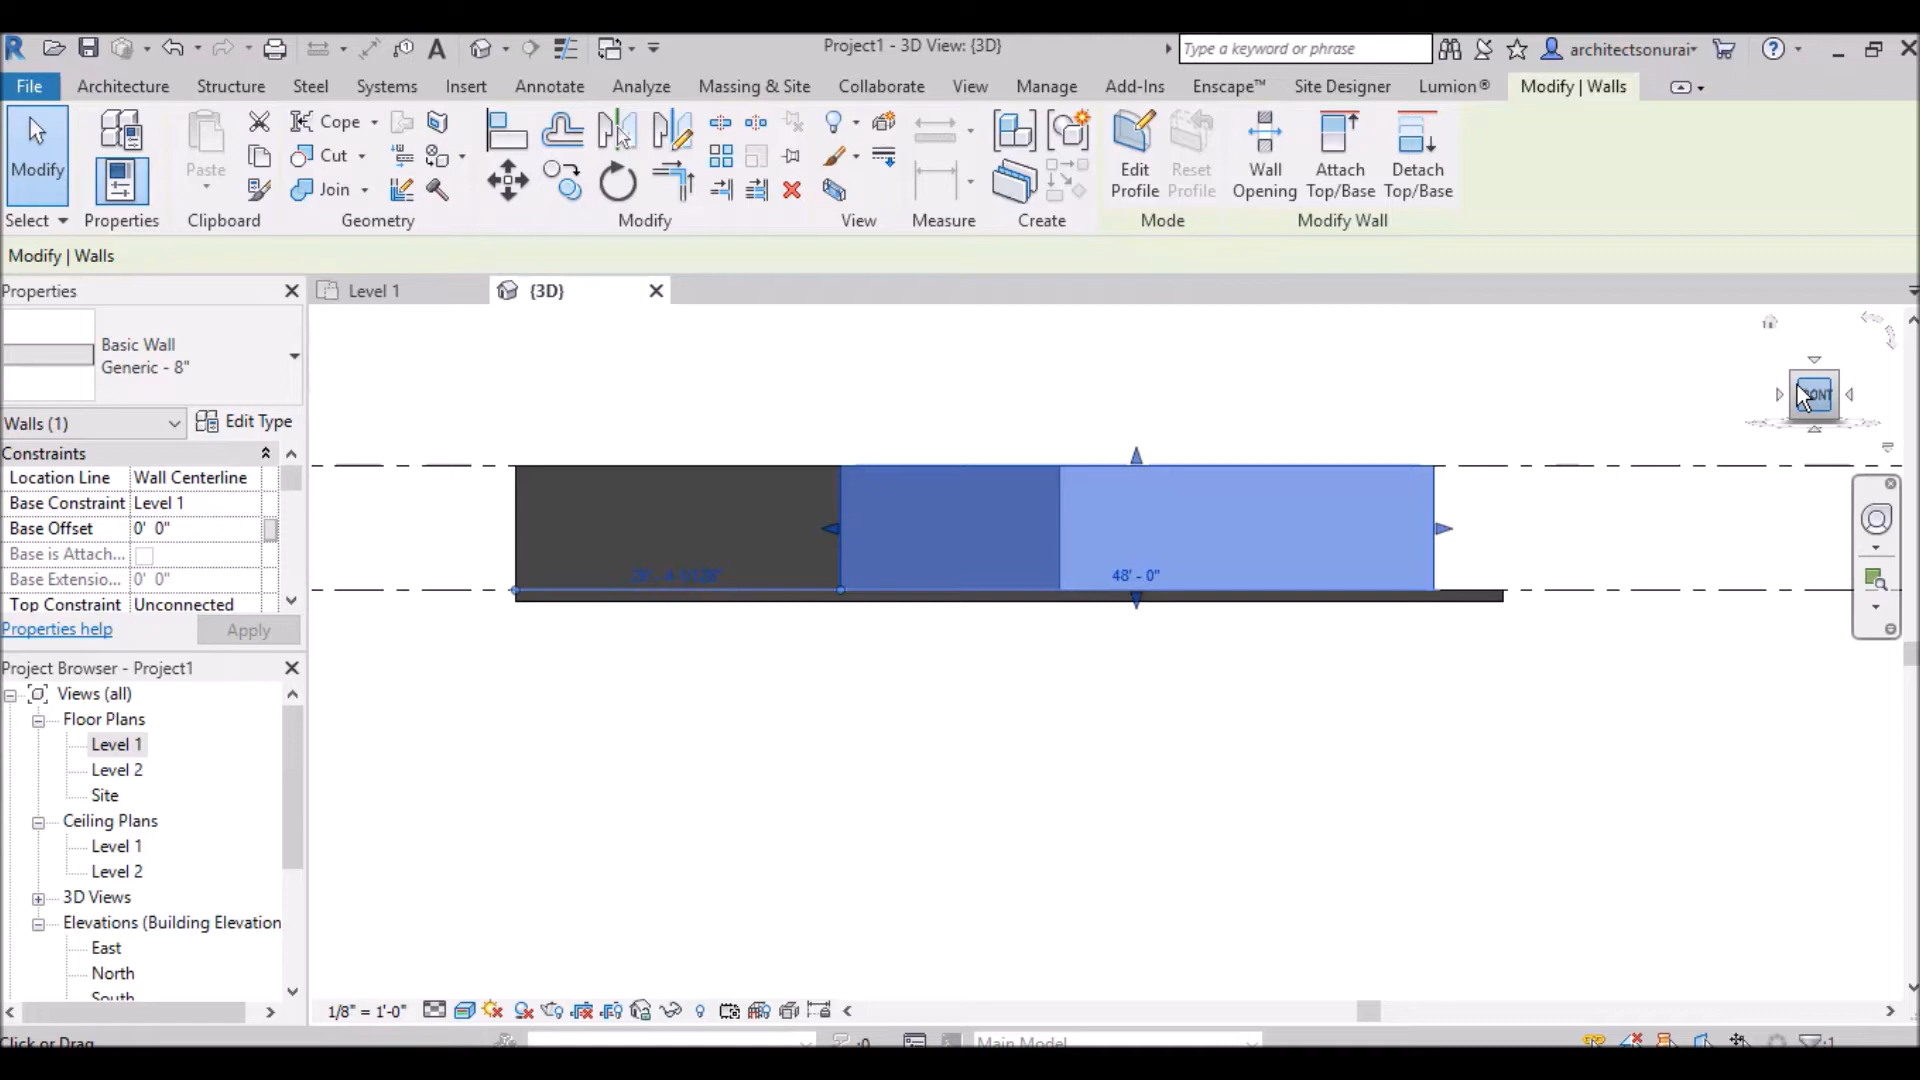 Project1 - 3D View: {3D}
Type a keyword or phrase
architectsonurai
File
Architecture
Structure
Steel
Systems
Insert
Annotate
Analyze
Massing & Site
Collaborate
View
Manage
Add-Ins
Enscape™
Site Designer
Lumion®
Modify | Walls
Modify
Paste
Cope
Cut
Join
Edit
Profile
Reset
Profile
Wall
Opening
Attach
Top/Base
Detach
Top/Base
Select
Properties
Clipboard
Geometry
Modify
View
Measure
Create
Mode
Modify Wall
Modify | Walls
Properties
Level 1
{3D}
Basic Wall
Generic - 8"
Walls (1)
Edit Type
Constraints
Location Line Wall Centerline
Base Constraint Level 1
Base Offset 0' 0"
Base is Attach...
Base Extensio... 0' 0"
Top Constraint Unconnected
Properties help
Apply
48' - 0"
Project Browser - Project1
Views (all)
Floor Plans
Level 1
Level 2
Site
Ceiling Plans
Level 1
Level 2
3D Views
Elevations (Building Elevation
East
North
South
1/8" = 1'-0"
Click or Drag
:0
Main Model
:1